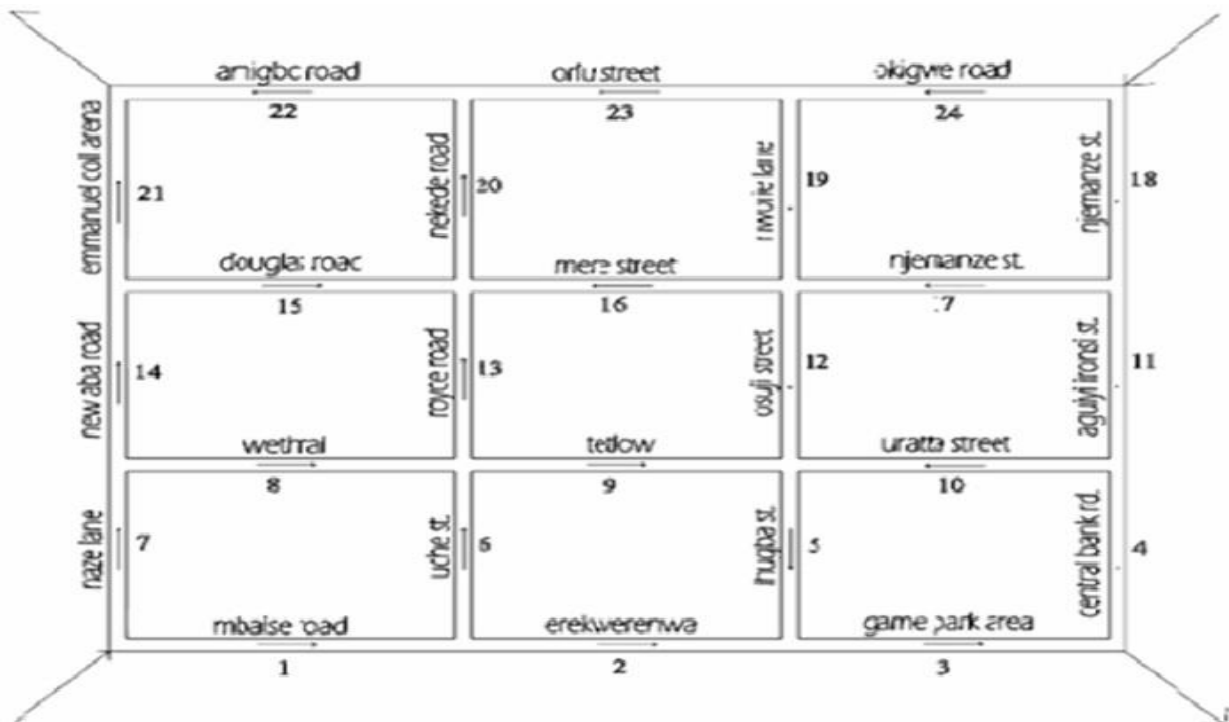 amigbo road
orlu street
okigwe road
22
23
24
emmanuel coll arena
21
nekede road
20
19
njemanze st.
18
douglas road
mere street
njemanze st.
15
16
17
new aba road
14
royce road
13
osuji street
12
aguiyi ironsi st.
11
wethral
tetlow
uratta street
8
9
10
naze lane
7
uche st.
6
5
central bank rd.
4
mbaise road
erekwerenwa
game park area
1
2
3